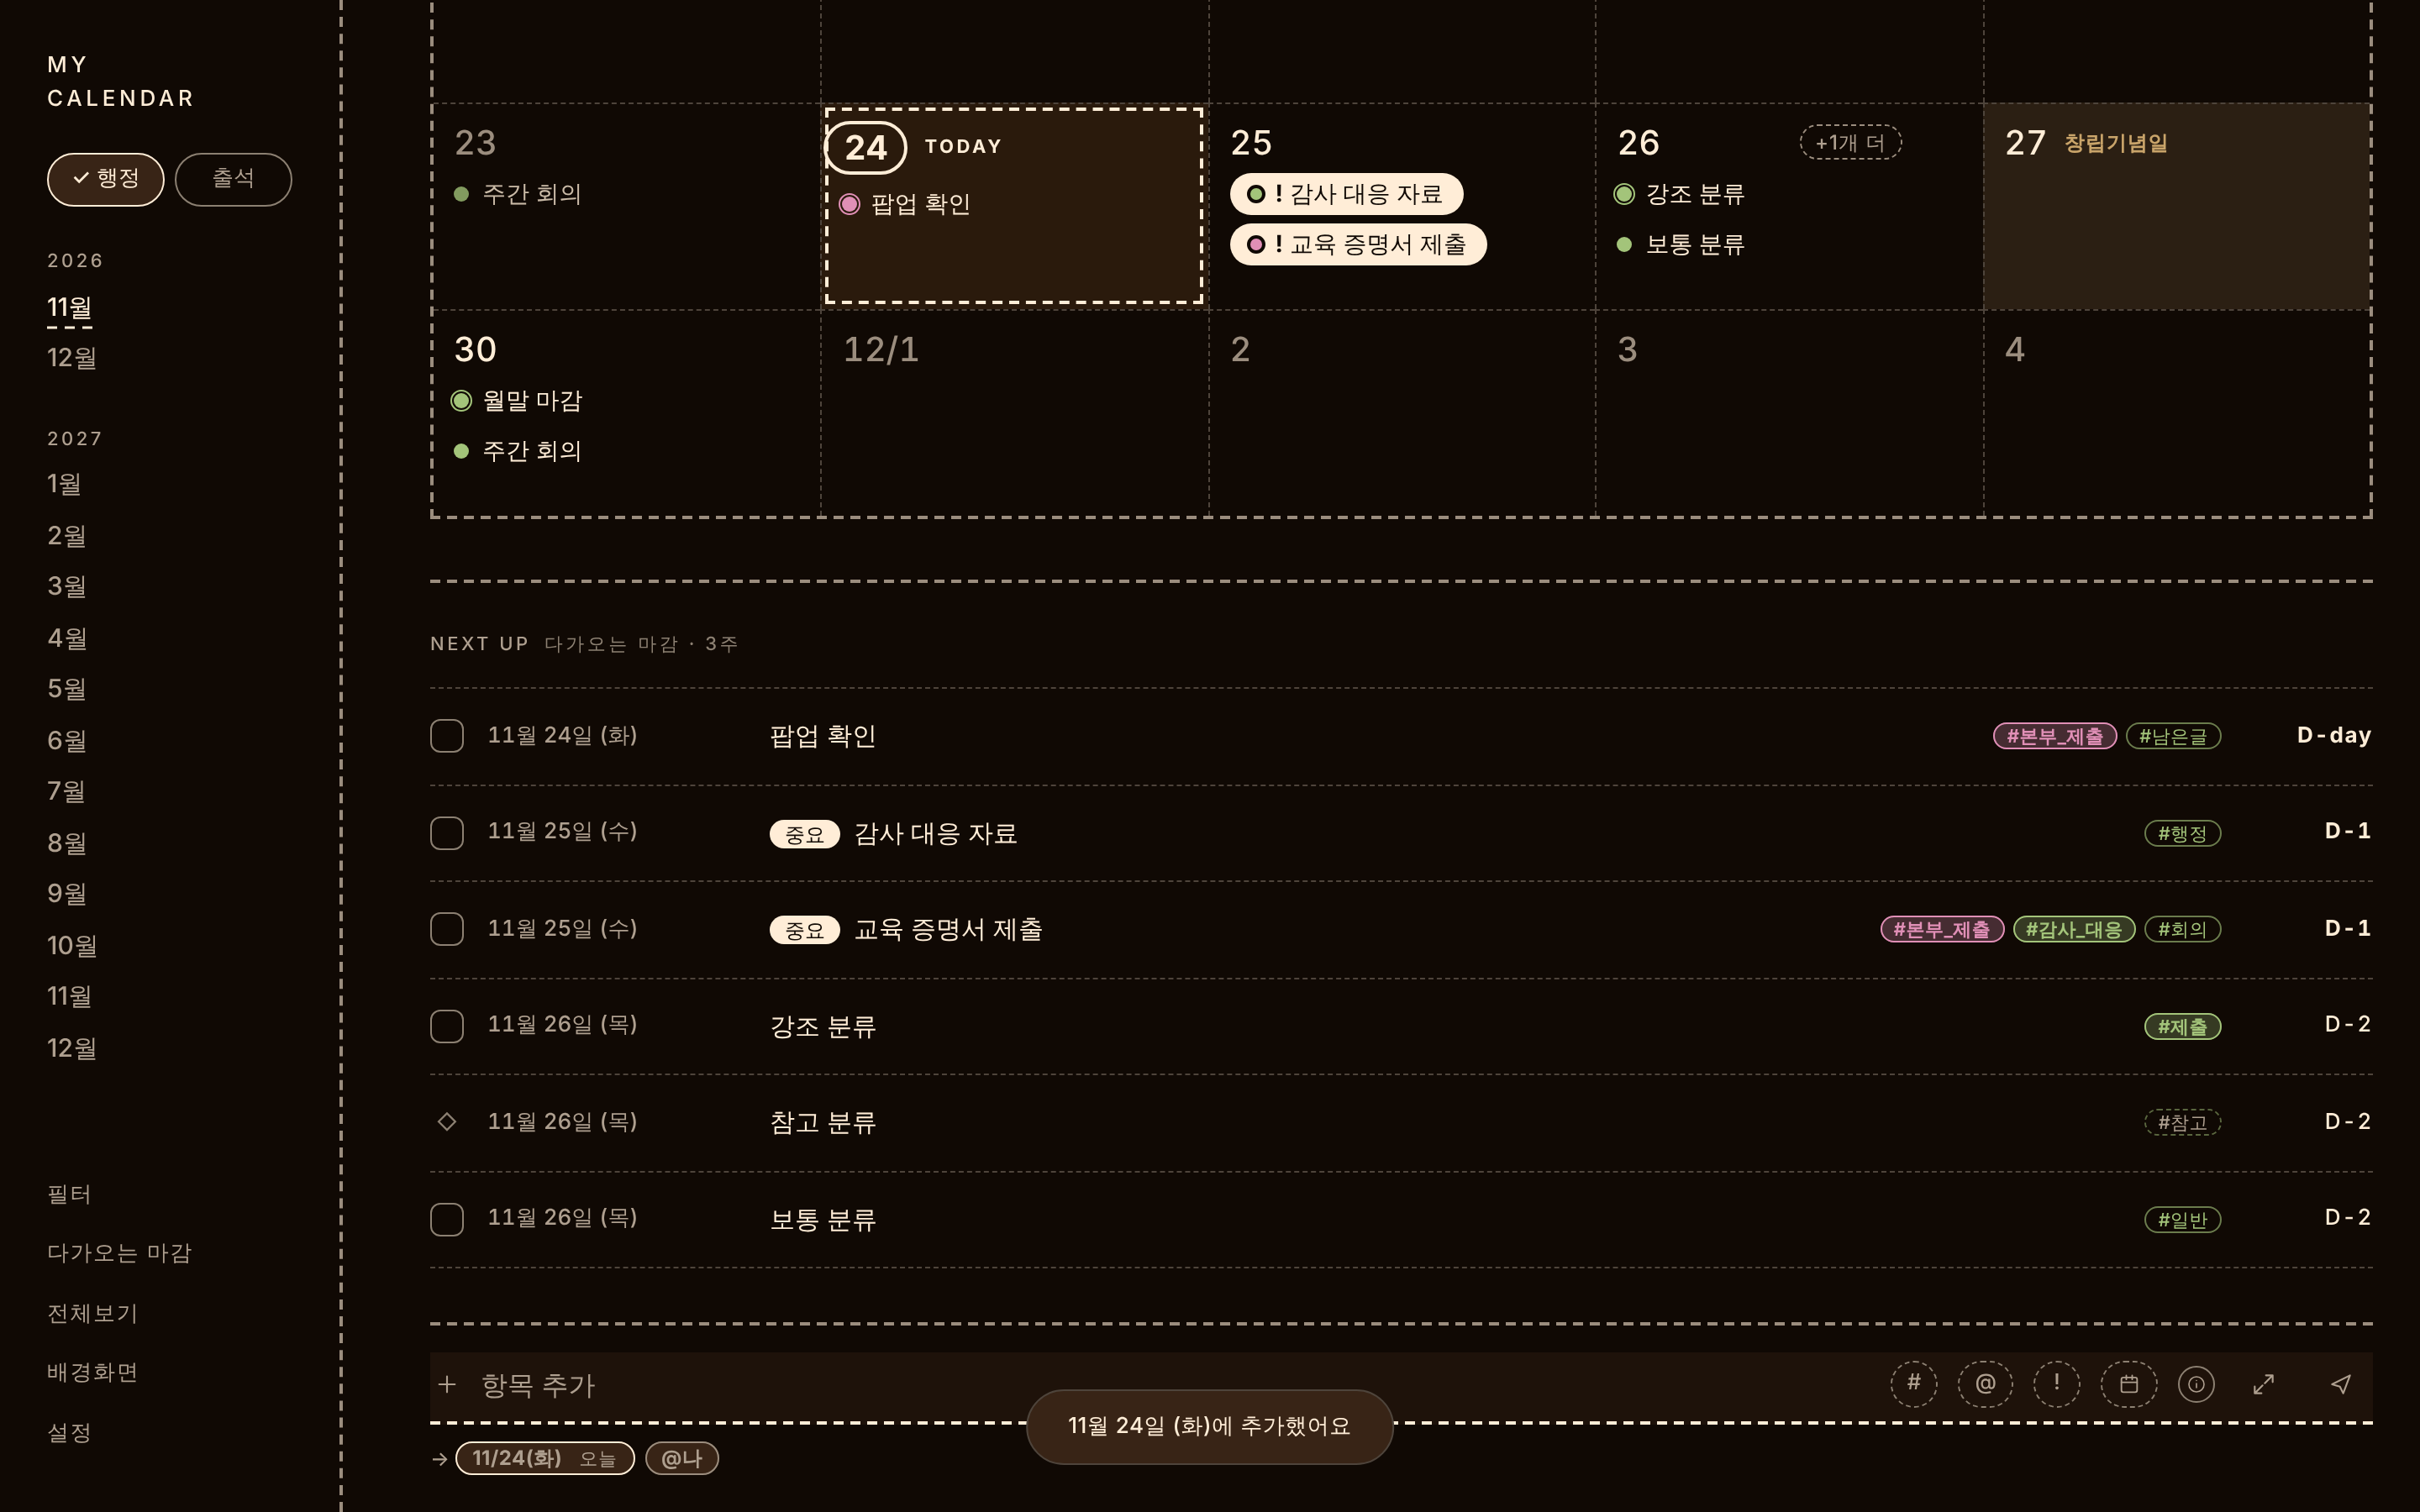 MY
CALENDAR
✓ 행정 출석
2026
11월
12월
2027
1월
2월
3월
4월
5월
6월
7월
8월
9월
10월
11월
12월
필터
다가오는 마감
전체보기
배경화면
설정
23
주간 회의
24 TODAY
팝업 확인
25
! 감사 대응 자료
! 교육 증명서 제출
26 +1개 더
강조 분류
보통 분류
27 창립기념일
30
월말 마감
주간 회의
12/1
2
3
4
NEXT UP 다가오는 마감 · 3주
11월 24일 (화) 팝업 확인 #본부_제출 #남은글 D-day
11월 25일 (수) 중요 감사 대응 자료 #행정 D-1
11월 25일 (수) 중요 교육 증명서 제출 #본부_제출 #감사_대응 #회의 D-1
11월 26일 (목) 강조 분류 #제출 D-2
11월 26일 (목) 참고 분류 #참고 D-2
11월 26일 (목) 보통 분류 #일반 D-2
+ 항목 추가 # @ !
11월 24일 (화)에 추가했어요
→ 11/24(화) 오늘 @나